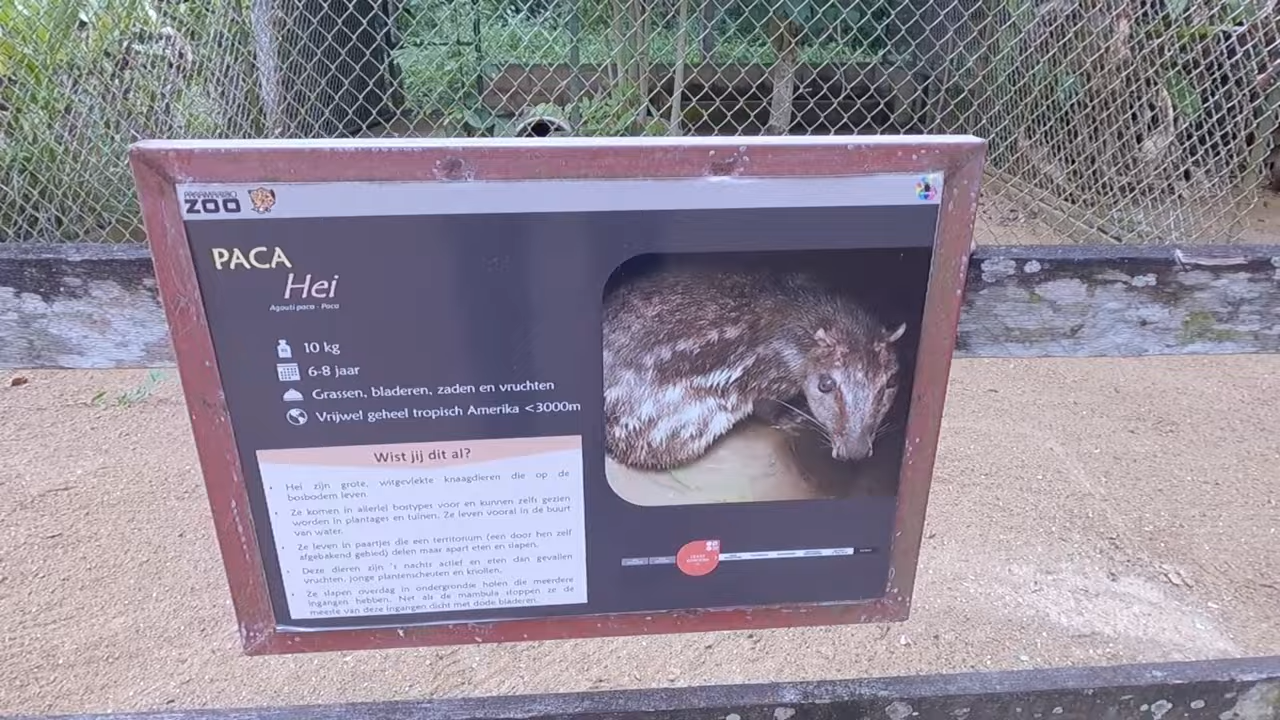 PARAMARIBO
ZOO
PACA
Hei
Agouti paca - Paca
10 kg
6-8 jaar
Grassen, bladeren, zaden en vruchten
Vrijwel geheel tropisch Amerika <3000m
Wist jij dit al?
• Hei zijn grote, witgevlekte knaagdieren die op de
bosbodem leven.
• Ze komen in allerlei bostypes voor en kunnen zelfs gezien
worden in plantages en tuinen. Ze leven vooral in de buurt
van water.
• Ze leven in paartjes die een territorium (een door hen zelf
afgebakend gebied) delen maar apart eten en slapen.
• Deze dieren zijn 's nachts actief en eten dan gevallen
vruchten, jonge plantenscheuten en knollen.
• Ze slapen overdag in ondergrondse holen die meerdere
ingangen hebben. Net als de mambula stoppen ze de
meeste van deze ingangen dicht met dode bladeren.
LEAST
CONCERN